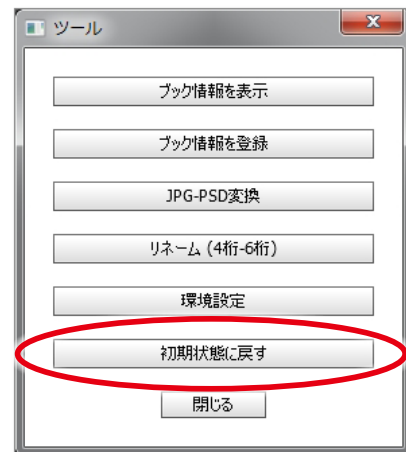 ツール
ブック情報を表示
ブック情報を登録
JPG-PSD変換
リネーム (4桁-6桁)
環境設定
初期状態に戻す
閉じる